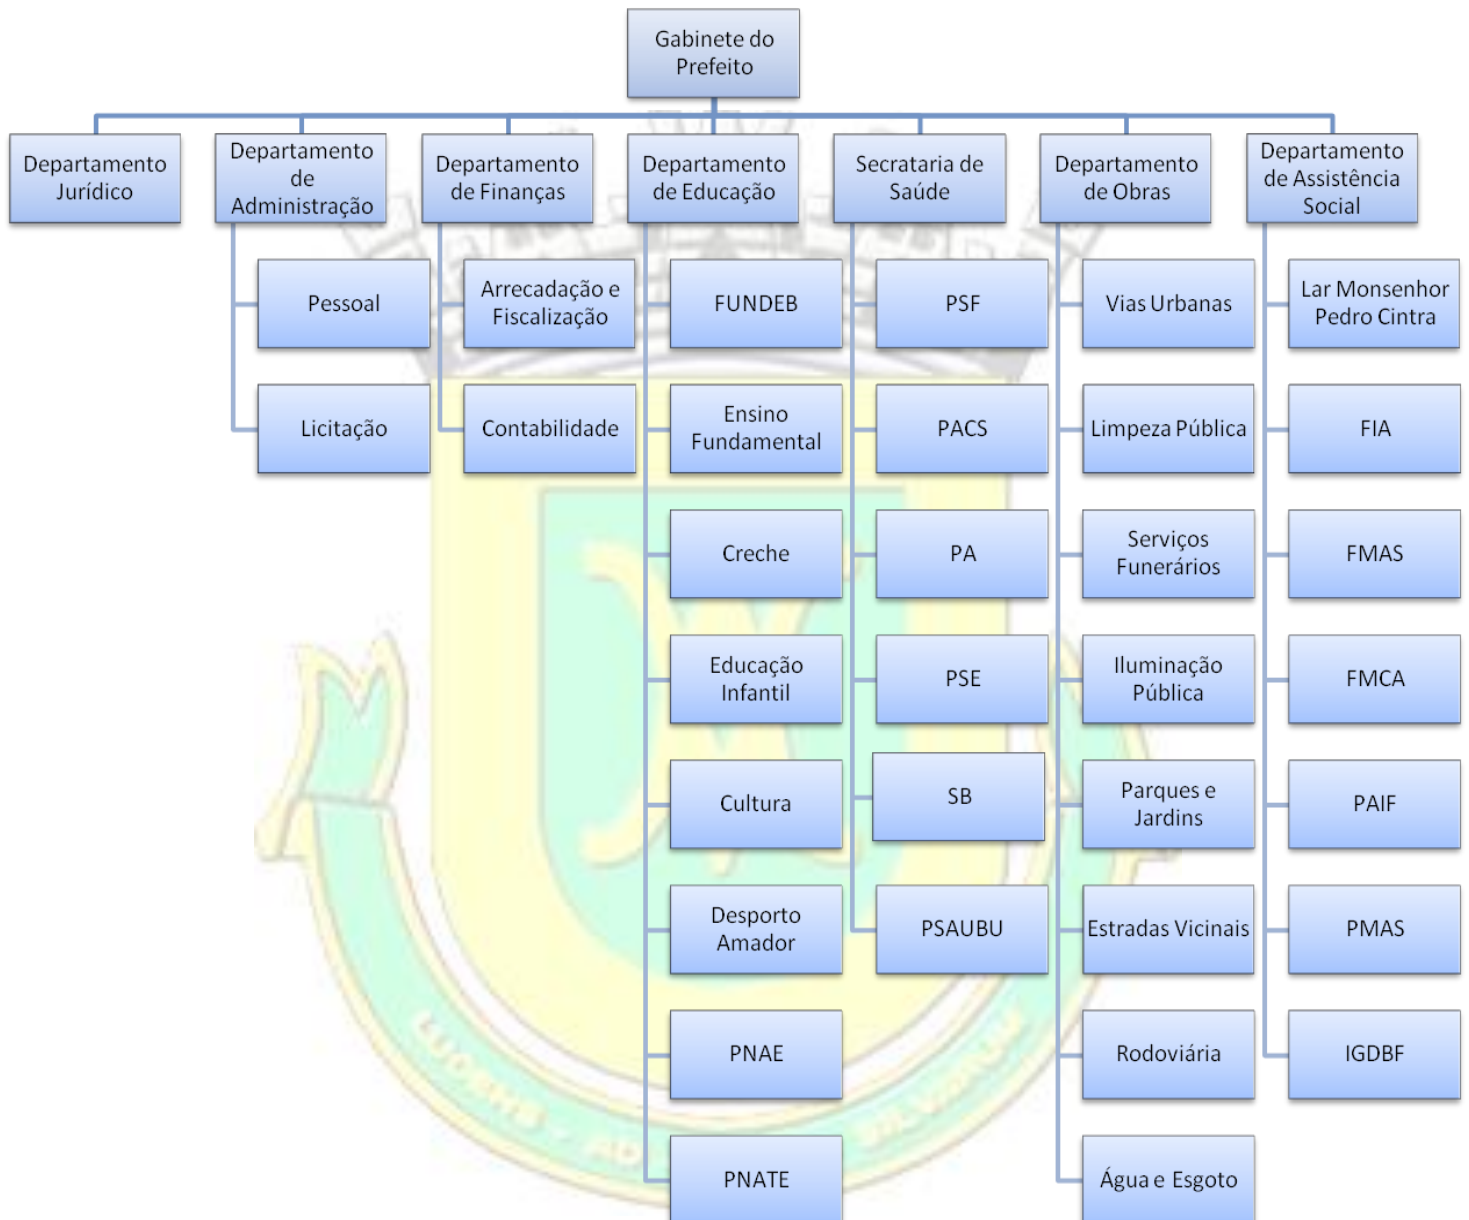 Gabinete do
Prefeito
Departamento
Jurídico
Departamento
de
Administração
Departamento
de Finanças
Departamento
de Educação
Secrataria de
Saúde
Departamento
de Obras
Departamento
de Assistência
Social
Pessoal
Licitação
Arrecadação e
Fiscalização
Contabilidade
FUNDEB
Ensino
Fundamental
Creche
Educação
Infantil
Cultura
Desporto
Amador
PNAE
PNATE
PSF
PACS
PA
PSE
SB
PSAUBU
Vias Urbanas
Limpeza Pública
Serviços
Funerários
Iluminação
Pública
Parques e
Jardins
Estradas Vicinais
Rodoviária
Água e Esgoto
Lar Monsenhor
Pedro Cintra
FIA
FMAS
FMCA
PAIF
PMAS
IGDBF